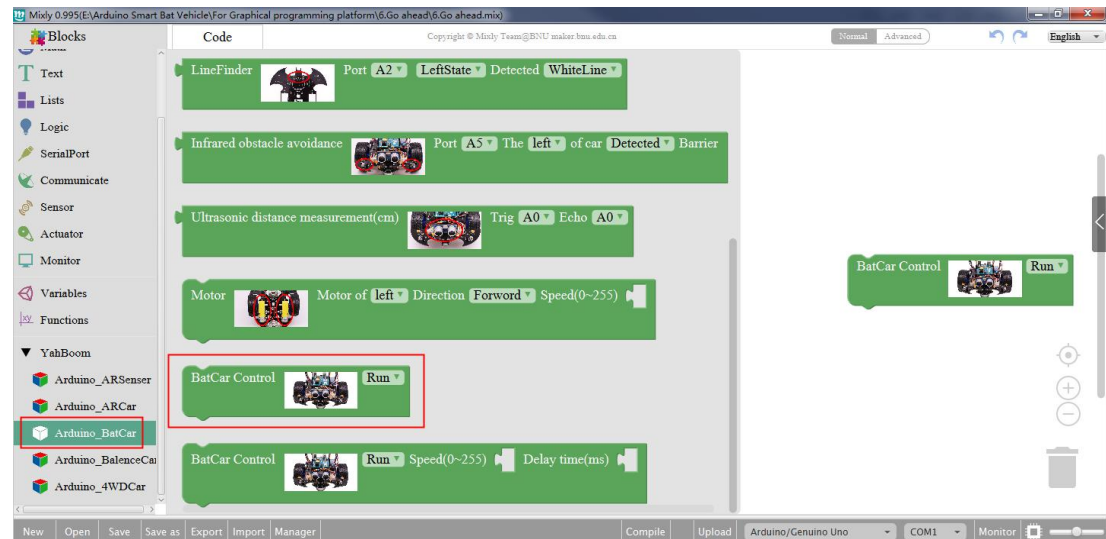 Mixly 0.995(E:\Arduino Smart Bat Vehicle\For Graphical programming platform\6.Go ahead\6.Go ahead.mix)
Blocks
Code
Copyright © Mixly Team@BNU maker.bnu.edu.cn
Normal Advanced
English
Text
Lists
Logic
SerialPort
Communicate
Sensor
Actuator
Monitor
Variables
xy Functions
YahBoom
Arduino_ARSenser
Arduino_ARCar
Arduino_BatCar
Arduino_BalenceCar
Arduino_4WDCar
LineFinder Port A2 LeftState Detected WhiteLine
Infrared obstacle avoidance Port A5 The left of car Detected Barrier
Ultrasonic distance measurement(cm) Trig A0 Echo A0
Motor Motor of left Direction Forword Speed(0~255)
BatCar Control Run
BatCar Control Run Speed(0~255) Delay time(ms)
BatCar Control Run
New Open Save Save as Export Import Manager Compile Upload Arduino/Genuino Uno COM1 Monitor